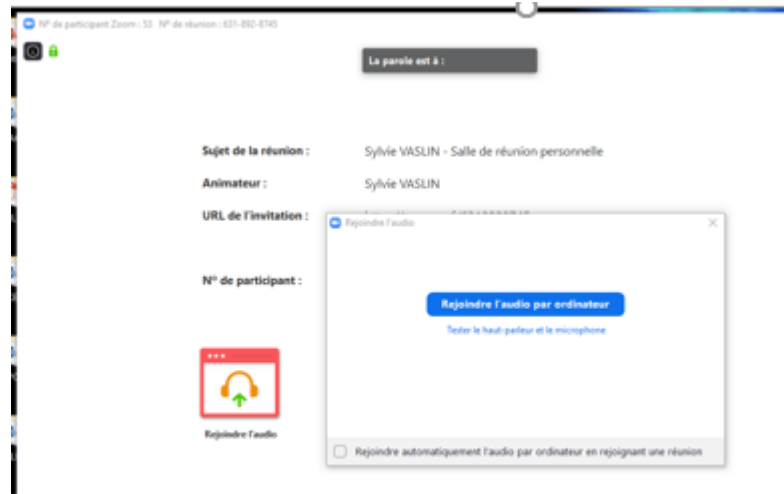 N° de participant Zoom : 53 N° de réunion : 631-892-8745
La parole est à :
Sujet de la réunion : Sylvie VASLIN - Salle de réunion personnelle
Animateur : Sylvie VASLIN
URL de l'invitation :
Rejoindre l'audio
N° de participant :
Rejoindre l'audio par ordinateur
Tester le haut-parleur et le microphone
Rejoindre l'audio
Rejoindre automatiquement l'audio par ordinateur en rejoignant une réunion